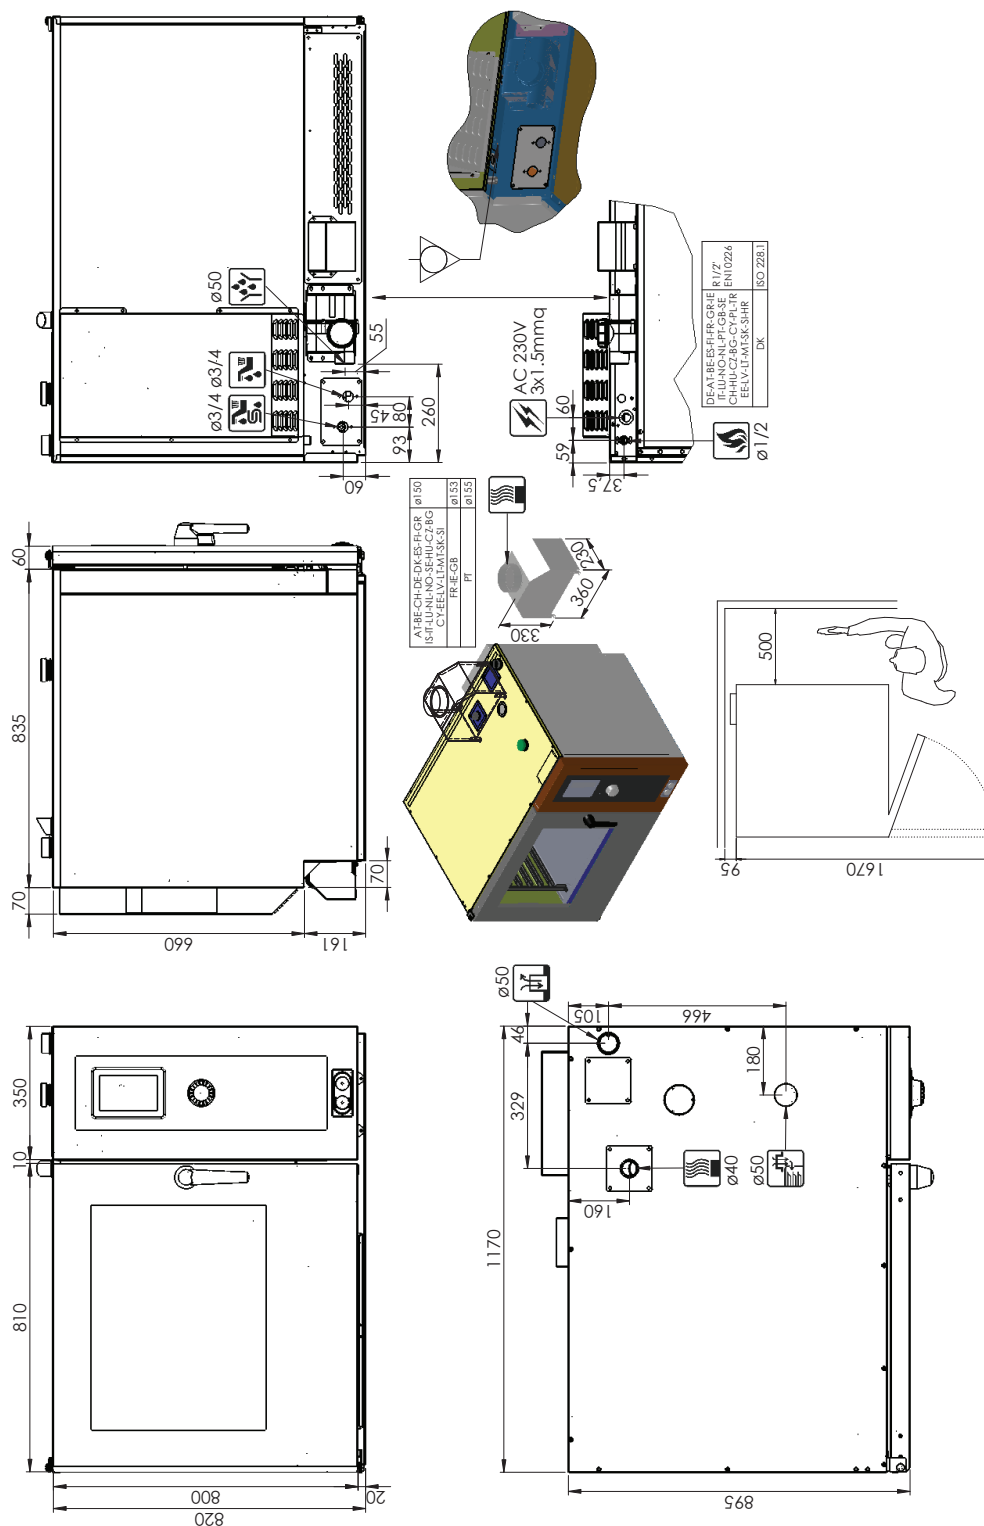 810
10
350
800
820
20
70
835
60
660
161
70
ø3/4
ø3/4
ø50
60
93
80
45
260
55
1170
329
46
105
ø50
466
180
160
ø40
ø50
895
AT-BE-CH-DE-DK-ES-FI-GR
IS-IT-LU-NL-NO-SE-HU-CZ-BG
CY-EE-LV-LT-MT-SK-SI
ø150
FR-IE-GB
ø153
PT
ø155
330
360
230
AC 230V
3x1.5mmq
59
60
37,5
ø1/2
DE-AT-BE-ES-FI-FR-GR-IE
IT-LU-NO-NL-PT-GB-SE
CH-HU-CZ-BG-CY-PL-TR
EE-LV-LT-MT-SK-SI-HR
R1/2"
EN10226
DK
ISO 228.1
95
1670
500